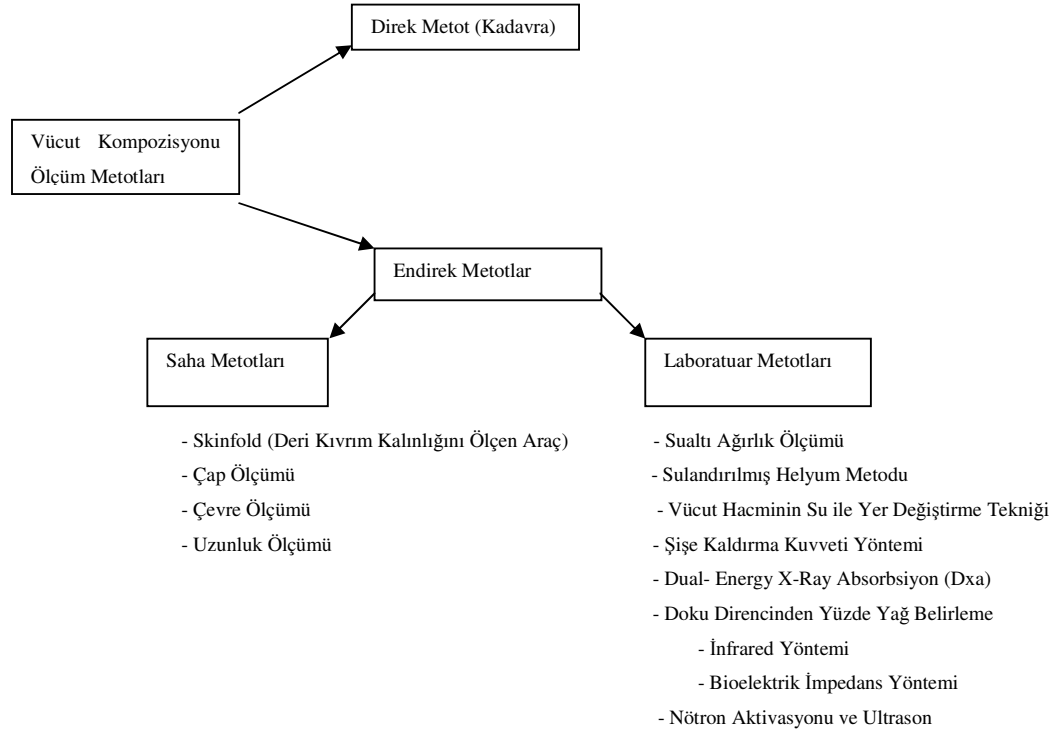 Direk Metot (Kadavra)
Vücut Kompozisyonu
Ölçüm Metotları
Endirek Metotlar
Saha Metotları
Laboratuar Metotları
- Skinfold (Deri Kıvrım Kalınlığını Ölçen Araç)
- Çap Ölçümü
- Çevre Ölçümü
- Uzunluk Ölçümü
- Sualtı Ağırlık Ölçümü
- Sulandırılmış Helyum Metodu
- Vücut Hacminin Su ile Yer Değiştirme Tekniği
- Şişe Kaldırma Kuvveti Yöntemi
- Dual- Energy X-Ray Absorbsiyon (Dxa)
- Doku Direncinden Yüzde Yağ Belirleme
- İnfrared Yöntemi
- Bioelektrik İmpedans Yöntemi
- Nötron Aktivasyonu ve Ultrason